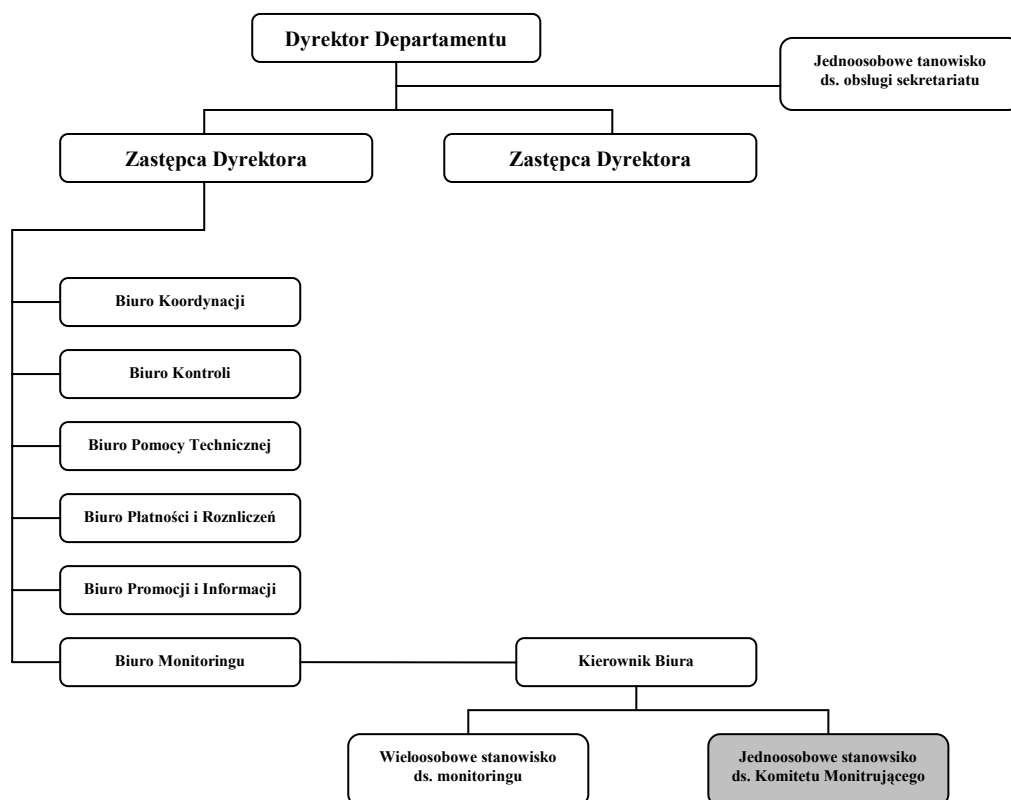 Dyrektor Departamentu
Jednoosobowe tanowisko
ds. obsługi sekretariatu
Zastępca Dyrektora
Zastępca Dyrektora
Biuro Koordynacji
Biuro Kontroli
Biuro Pomocy Technicznej
Biuro Płatności i Roznliczeń
Biuro Promocji i Informacji
Biuro Monitoringu
Kierownik Biura
Wieloosobowe stanowisko
ds. monitoringu
Jednoosobowe stanowsiko
ds. Komitetu Monitrującego